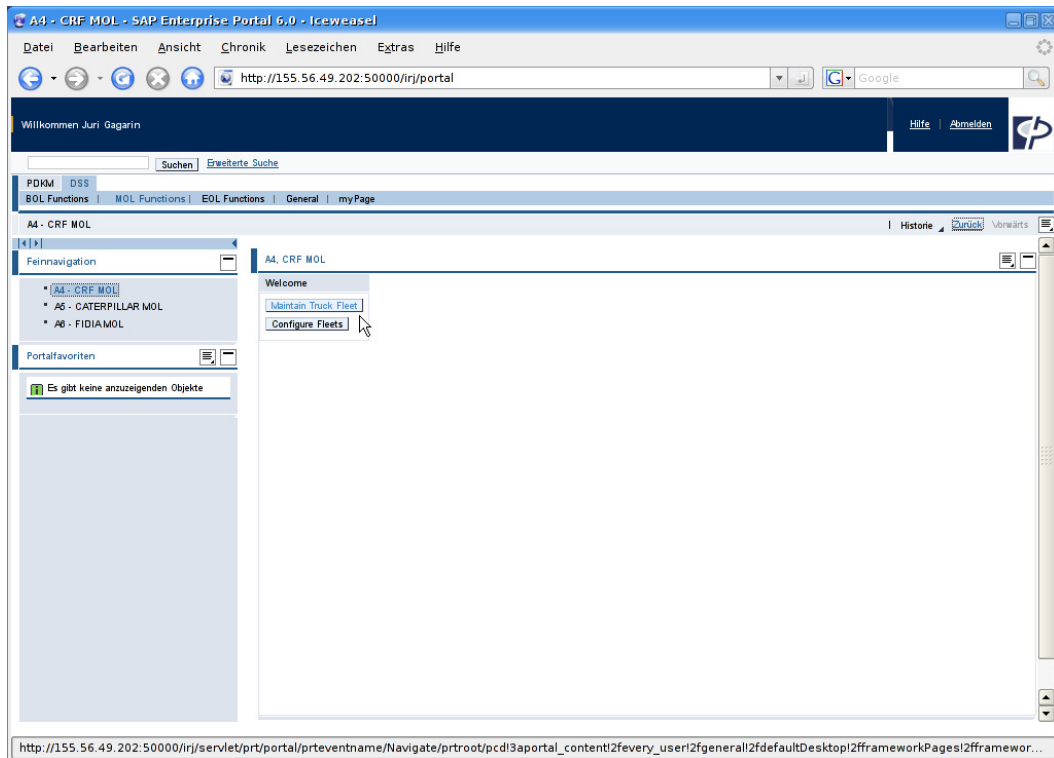 A4 - CRF MOL - SAP Enterprise Portal 6.0 - Iceweasel
Datei Bearbeiten Ansicht Chronik Lesezeichen Extras Hilfe
http://155.56.49.202:50000/irj/portal
G Google
Willkommen Juri Gagarin
Hilfe | Abmelden
Suchen Erweiterte Suche
PDKM DSS
BOL Functions | MOL Functions | EOL Functions | General | myPage
A4 - CRF MOL
| Historie Zurück Vorwärts
Feinnavigation
A4, CRF MOL
Welcome
• A4 - CRF MOL
• A5 - CATERPILLAR MOL
• A6 - FIDIA MOL
Maintain Truck Fleet
Configure Fleets
Portalfavoriten
Es gibt keine anzuzeigenden Objekte
http://155.56.49.202:50000/irj/servlet/prt/portal/prteventname/Navigate/prtroot/pcd!3aportal_content!2fevery_user!2fgeneral!2fdefaultDesktop!2fframeworkPages!2fframewor...